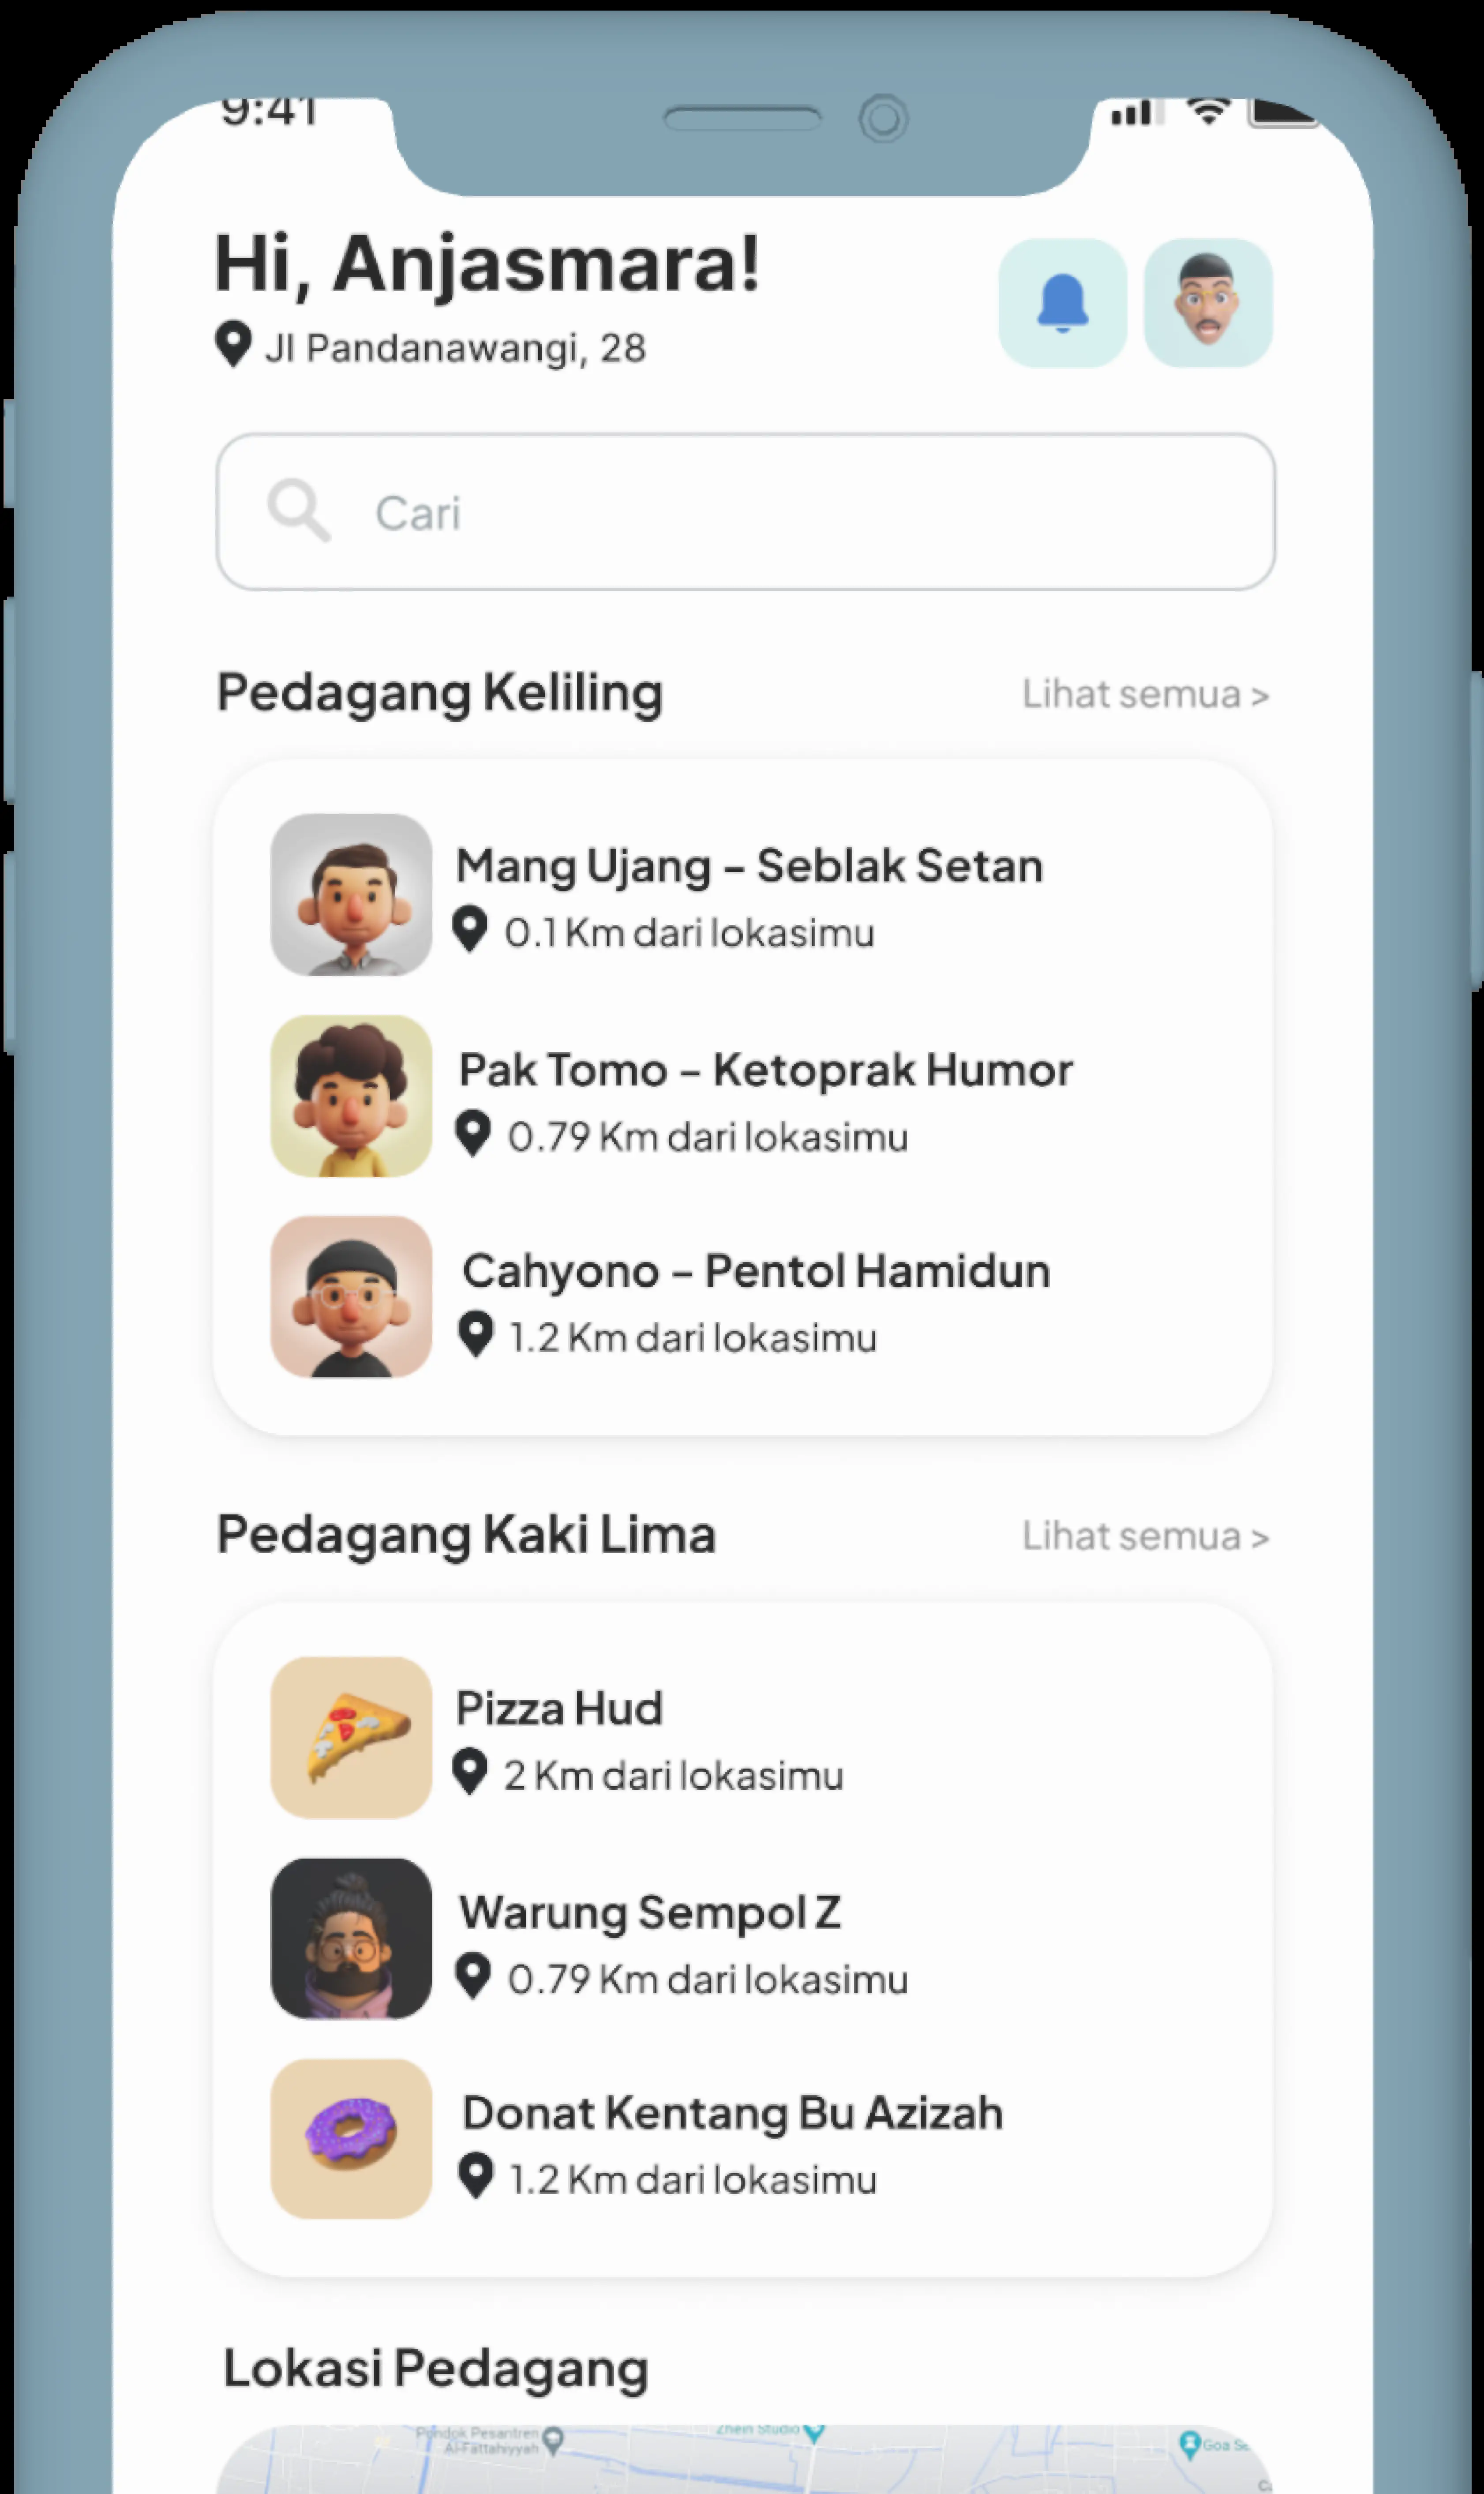 9:41
Hi, Anjasmara!
Jl Pandanawangi, 28
Cari
Pedagang Keliling
Lihat semua >
Mang Ujang - Seblak Setan
0.1 Km dari lokasimu
Pak Tomo - Ketoprak Humor
0.79 Km dari lokasimu
Cahyono - Pentol Hamidun
1.2 Km dari lokasimu
Pedagang Kaki Lima
Lihat semua >
Pizza Hud
2 Km dari lokasimu
Warung Sempol Z
0.79 Km dari lokasimu
Donat Kentang Bu Azizah
1.2 Km dari lokasimu
Lokasi Pedagang
Pondok Pesantren
Al-Fattahiyyah
Zhein Studio
Goa